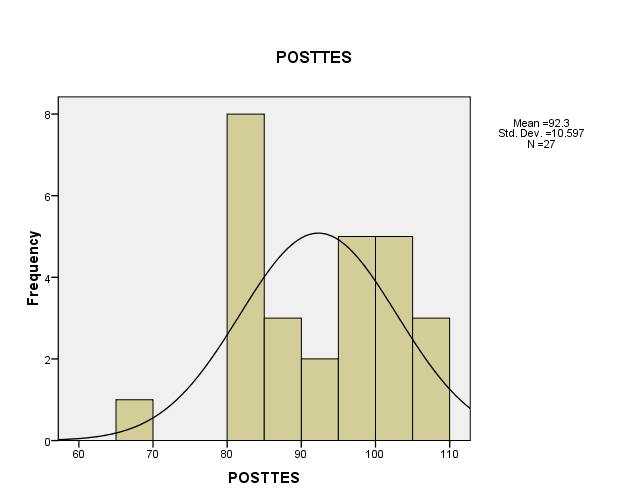 POSTTES
Mean =92.3
Std. Dev. =10.597
N =27
Frequency
8
6
4
2
0
60 70 80 90 100 110
POSTTES